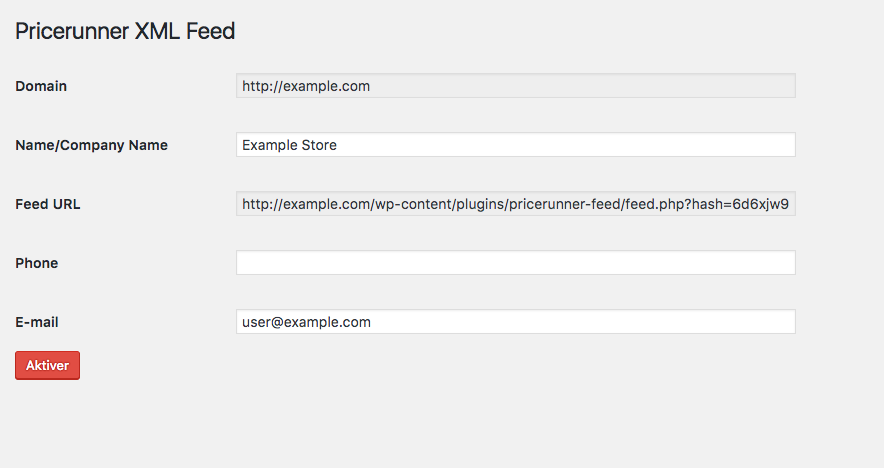 Pricerunner XML Feed
Domain
http://example.com
Name/Company Name
Example Store
Feed URL
http://example.com/wp-content/plugins/pricerunner-feed/feed.php?hash=6d6xjw9
Phone
E-mail
user@example.com
Aktiver